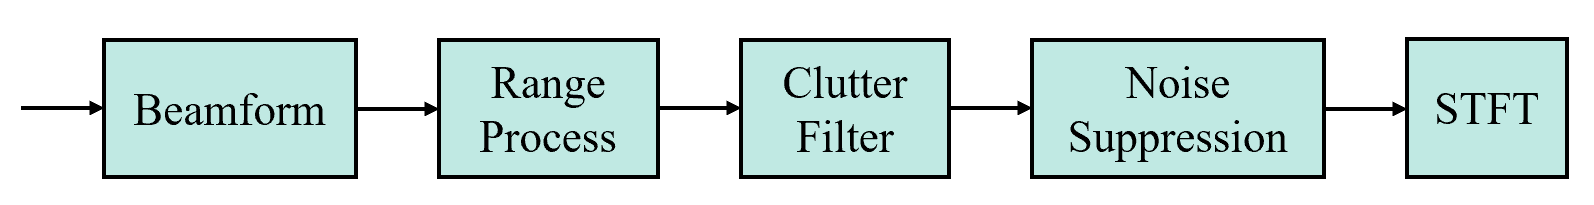 Beamform
Range
Process
Clutter
Filter
Noise
Suppression
STFT